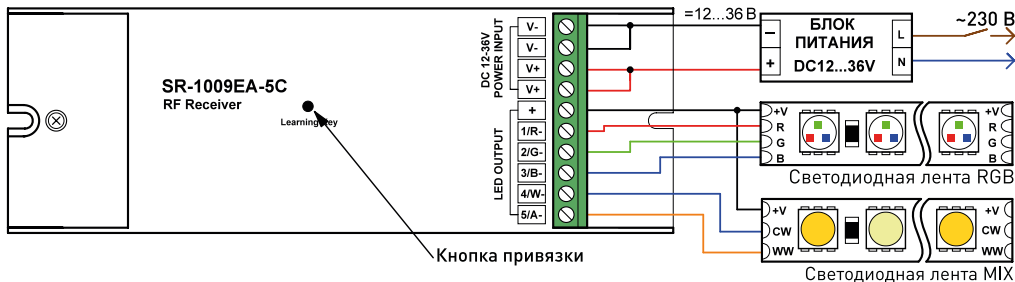 SR-1009EA-5C
RF Receiver
Learning Key
Кнопка привязки
DC 12-36V
POWER INPUT
V-
V-
V+
V+
LED OUTPUT
+
1/R-
2/G-
3/B-
4/W-
5/A-
=12...36 В
БЛОК
ПИТАНИЯ
DC12...36V
−
+
L
N
~230 В
+V
R
G
B
+V
R
G
B
Светодиодная лента RGB
+V
CW
WW
+V
CW
WW
Светодиодная лента MIX